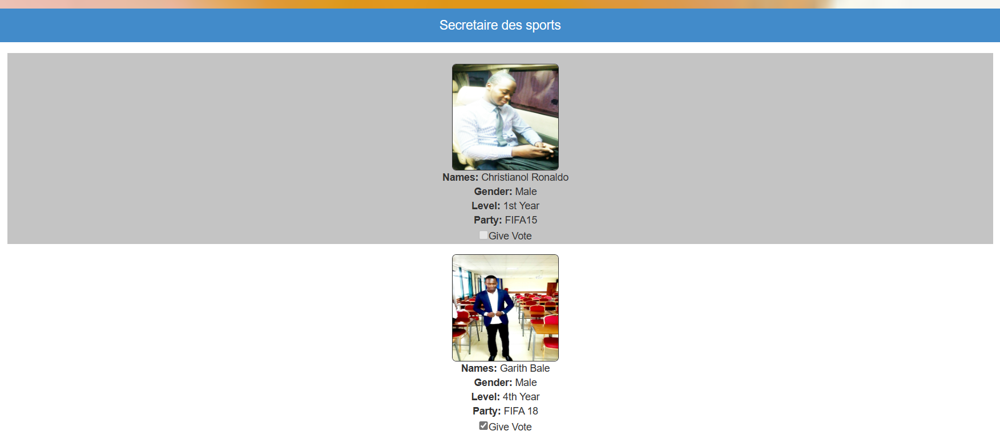 Secretaire des sports
Names: Christianol Ronaldo
Gender: Male
Level: 1st Year
Party: FIFA15
Give Vote
Names: Garith Bale
Gender: Male
Level: 4th Year
Party: FIFA 18
Give Vote